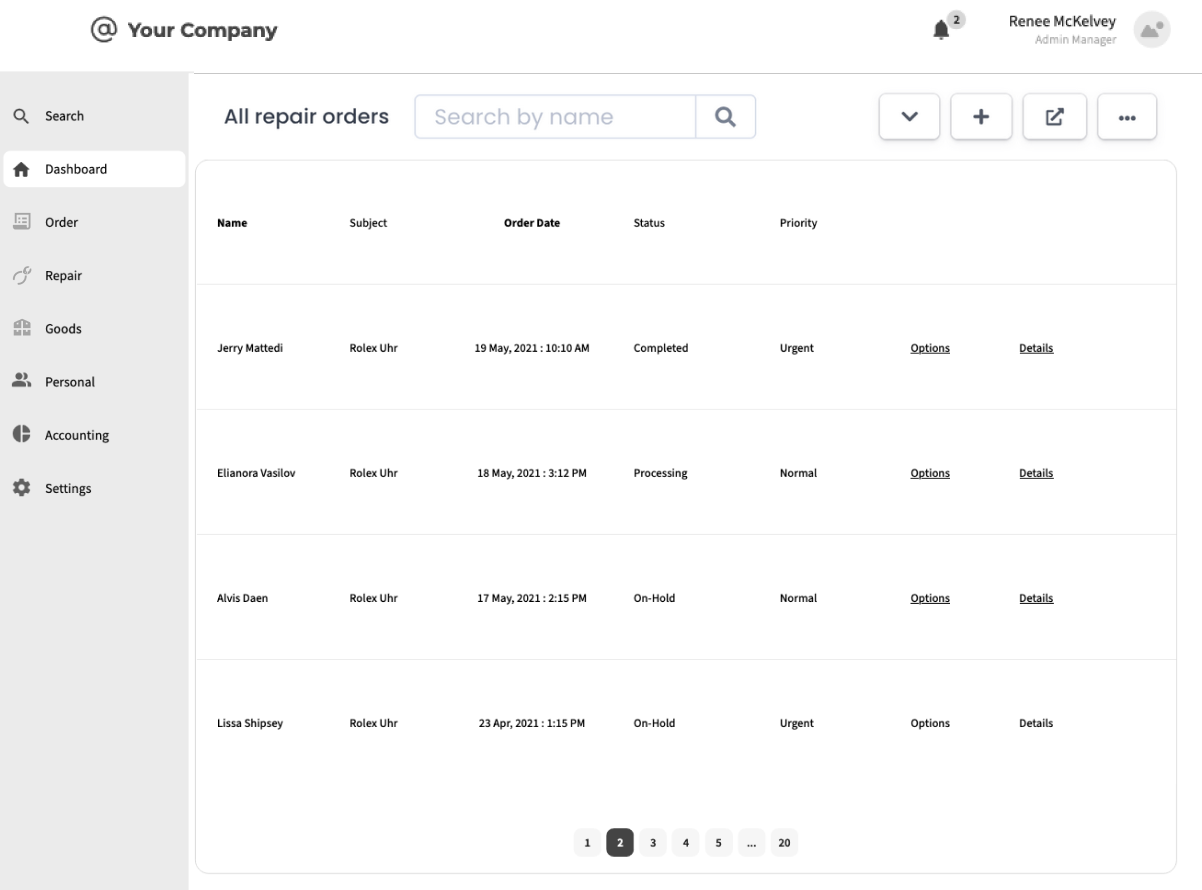 @ Your Company
2
Renee McKelvey
Admin Manager
Search
Dashboard
Order
Repair
Goods
Personal
Accounting
Settings
All repair orders
Search by name
Name Subject Order Date Status Priority
Jerry Mattedi Rolex Uhr 19 May, 2021 : 10:10 AM Completed Urgent Options Details
Elianora Vasilov Rolex Uhr 18 May, 2021 : 3:12 PM Processing Normal Options Details
Alvis Daen Rolex Uhr 17 May, 2021 : 2:15 PM On-Hold Normal Options Details
Lissa Shipsey Rolex Uhr 23 Apr, 2021 : 1:15 PM On-Hold Urgent Options Details
1 2 3 4 5 ... 20